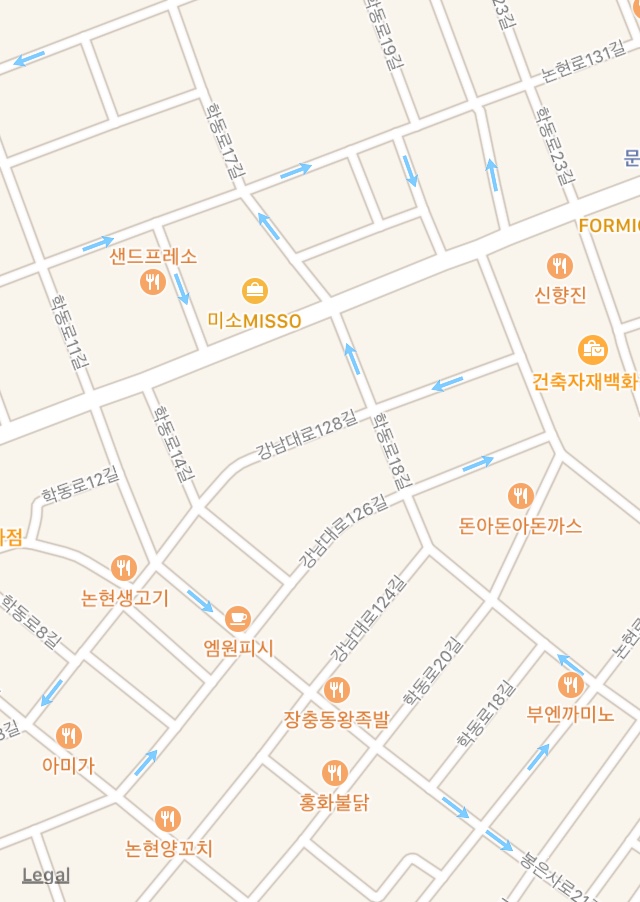 학동로19길
23길
논현로131길
학동로17길
학동로23길
문
FORMI
샌드프레소
신향진
학동로11길
미소MISSO
건축자재백화
학동로14길
강남대로128길
학동로18길
학동로12길
강남대로126길
돈아돈아돈까스
점
논현생고기
학동로8길
엠원피시
강남대로124길
논현로
학동로20길
장충동왕족발
학동로18길
부엔까미노
아미가
홍화불닭
논현양꼬치
Legal
봉은사로21